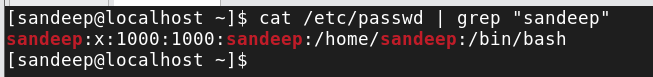 [sandeep@localhost ~]$ cat /etc/passwd | grep "sandeep"
sandeep:x:1000:1000:sandeep:/home/sandeep:/bin/bash
[sandeep@localhost ~]$